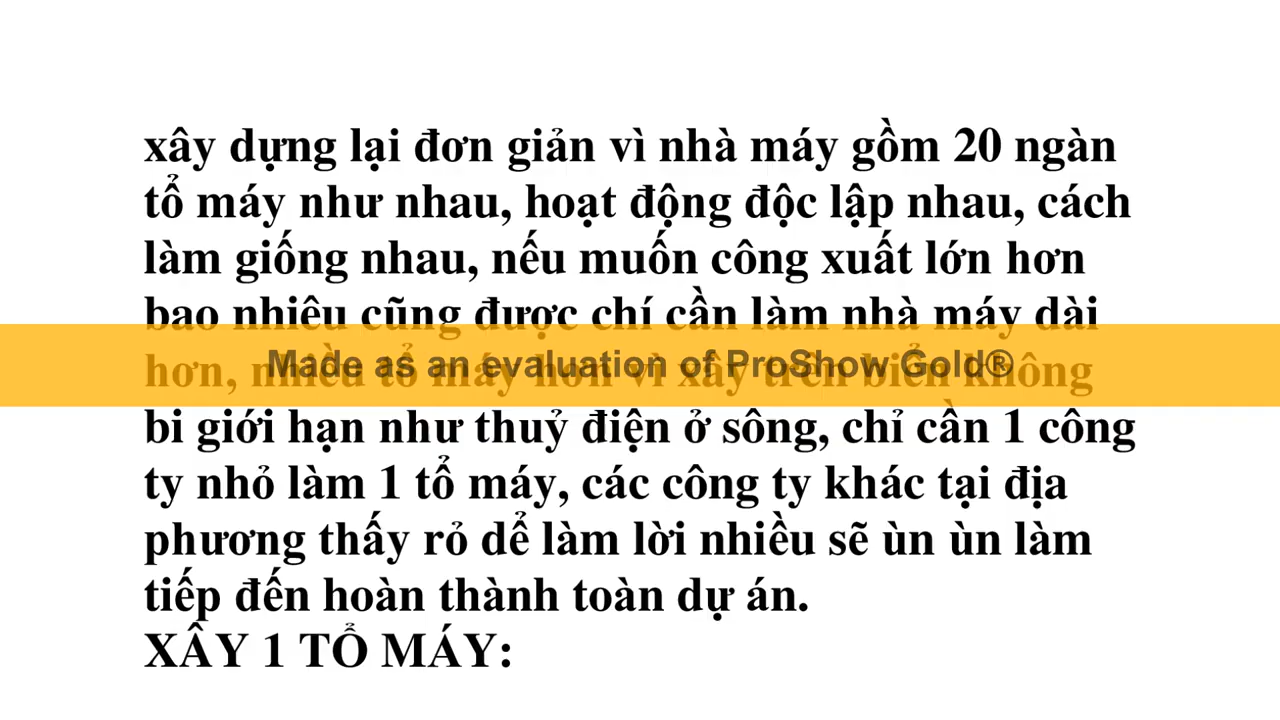 xây dựng lại đơn giản vì nhà máy gồm 20 ngàn
tổ máy như nhau, hoạt động độc lập nhau, cách
làm giống nhau, nếu muốn công xuất lớn hơn
bao nhiêu cũng được chí cần làm nhà máy dài
hơn, nhiều tổ máy hơn vì xây trên biển không
Made as an evaluation of ProShow Gold®
bi giới hạn như thuỷ điện ở sông, chỉ cần 1 công
ty nhỏ làm 1 tổ máy, các công ty khác tại địa
phương thấy rỏ dể làm lời nhiều sẽ ùn ùn làm
tiếp đến hoàn thành toàn dự án.
XÂY 1 TỔ MÁY: